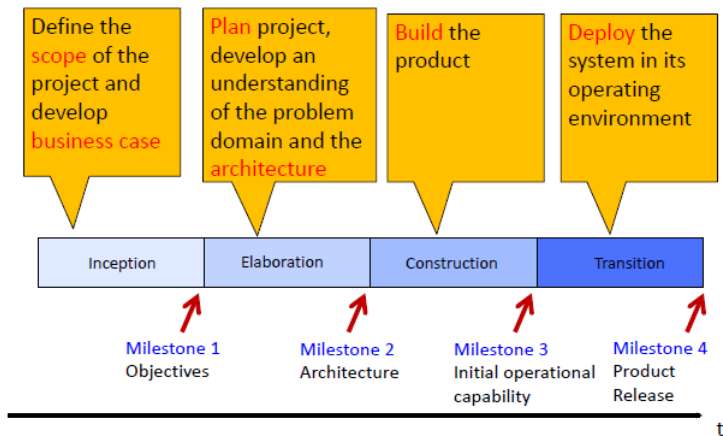 Define the
scope of the
project and
develop
business case
Plan project,
develop an
understanding
of the problem
domain and the
architecture
Build the
product
Deploy the
system in its
operating
environment
Inception
Elaboration
Construction
Transition
Milestone 1
Objectives
Milestone 2
Architecture
Milestone 3
Initial operational
capability
Milestone 4
Product
Release
t